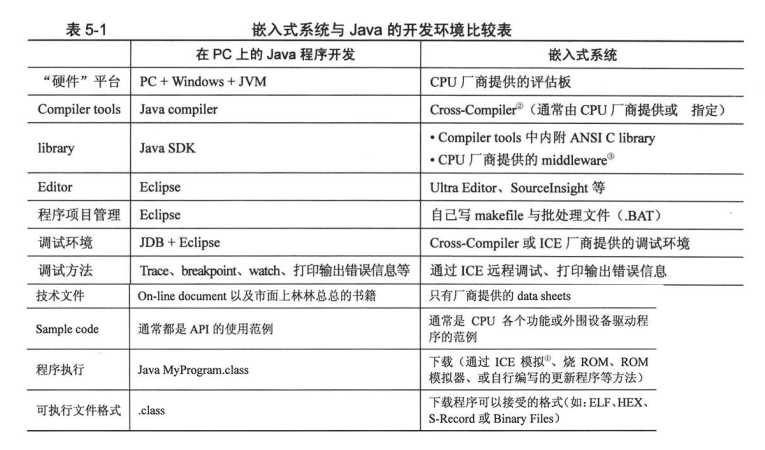 表 5-1 嵌入式系统与 Java 的开发环境比较表
在 PC 上的 Java 程序开发 嵌入式系统
“硬件”平台 PC + Windows + JVM CPU 厂商提供的评估板
Compiler tools Java compiler Cross-Compiler②（通常由 CPU 厂商提供或 指定）
library Java SDK • Compiler tools 中内附 ANSI C library
• CPU 厂商提供的 middleware③
Editor Eclipse Ultra Editor、SourceInsight 等
程序项目管理 Eclipse 自己写 makefile 与批处理文件（.BAT）
调试环境 JDB + Eclipse Cross-Compiler 或 ICE 厂商提供的调试环境
调试方法 Trace、breakpoint、watch、打印输出错误信息等 通过 ICE 远程调试、打印输出错误信息
技术文件 On-line document 以及市面上林林总总的书籍 只有厂商提供的 data sheets
Sample code 通常都是 API 的使用范例 通常是 CPU 各个功能或外围设备驱动程
序的范例
程序执行 Java MyProgram.class 下载（通过 ICE 模拟①、烧 ROM、ROM
模拟器、或自行编写的更新程序等方法）
可执行文件格式 .class 下载程序可以接受的格式（如：ELF、HEX、
S-Record 或 Binary Files）